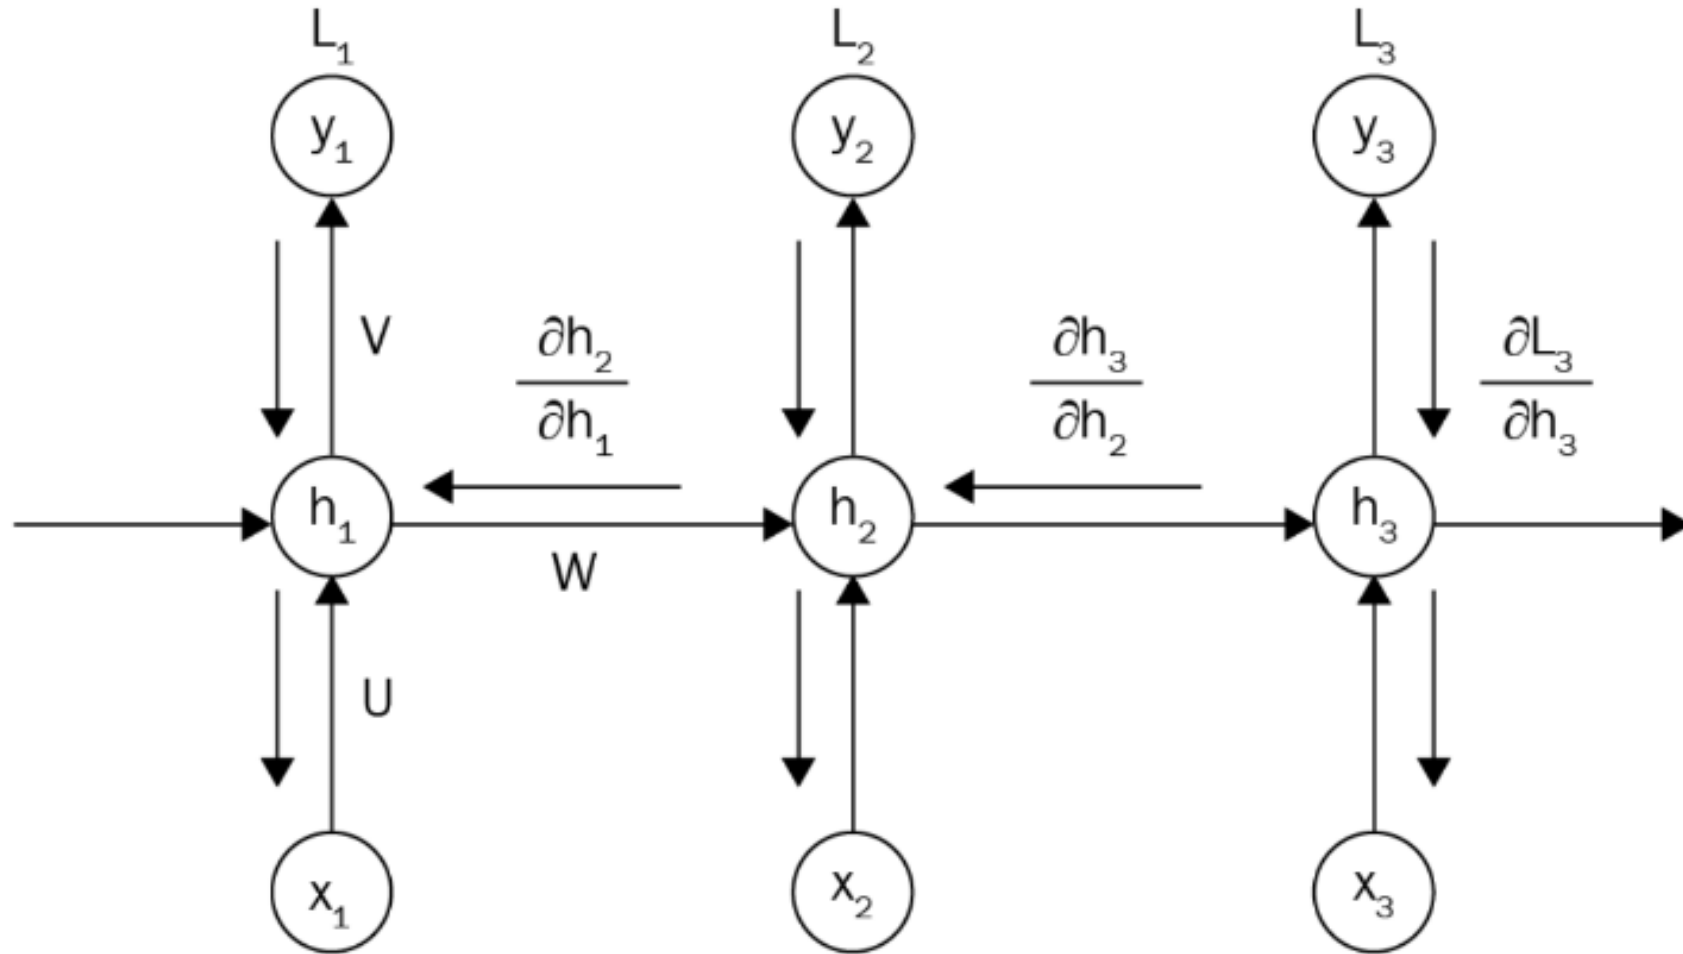 L₁ L₂ L₃
y₁ y₂ y₃
V
∂h₂
∂h₁
∂h₃
∂h₂
∂L₃
∂h₃
h₁ h₂ h₃
W
U
x₁ x₂ x₃